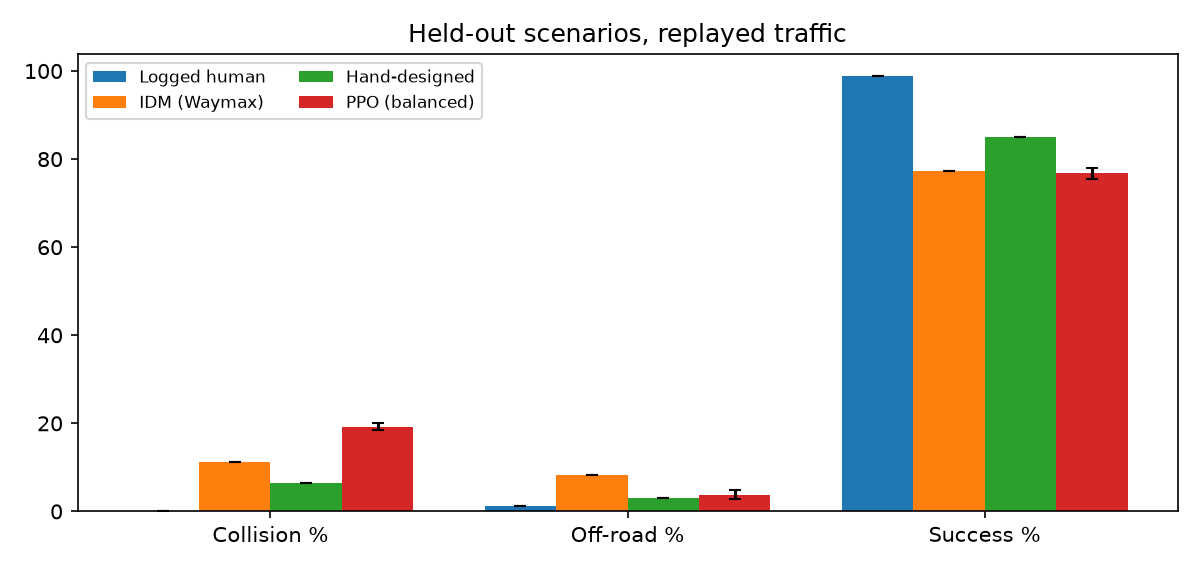 Held-out scenarios, replayed traffic
Logged human
IDM (Waymax)
Hand-designed
PPO (balanced)
100
80
60
40
20
0
Collision %
Off-road %
Success %